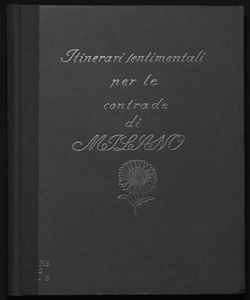 Itinerari sentimentali
per le
contrade
di
MILANO